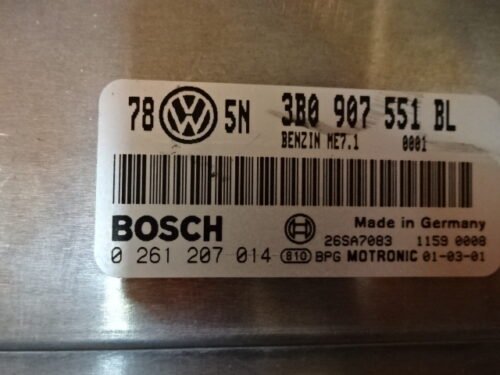 78 VW 5N 3B0 907 551 BL
BENZIN ME7.1 0001
BOSCH Made in Germany
26SA7083 1159 0008
0 261 207 014 810 BPG MOTRONIC 01-03-01